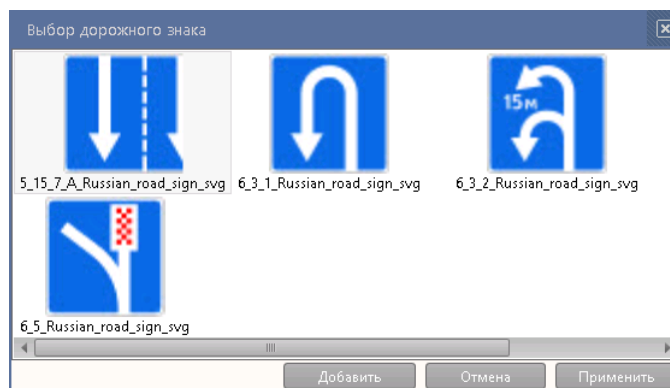 Выбор дорожного знака
5_15_7_A_Russian_road_sign_svg
6_3_1_Russian_road_sign_svg
15м
6_3_2_Russian_road_sign_svg
6_5_Russian_road_sign_svg
Добавить
Отмена
Применить